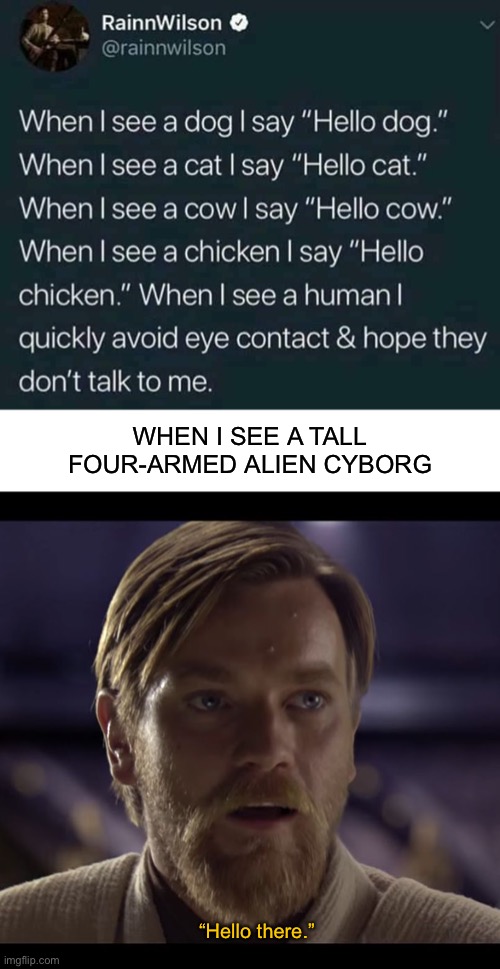 RainnWilson
@rainnwilson
When I see a dog I say "Hello dog."
When I see a cat I say "Hello cat."
When I see a cow I say "Hello cow."
When I see a chicken I say "Hello
chicken." When I see a human I
quickly avoid eye contact & hope they
don't talk to me.
WHEN I SEE A TALL
FOUR-ARMED ALIEN CYBORG
“Hello there.”
imgflip.com